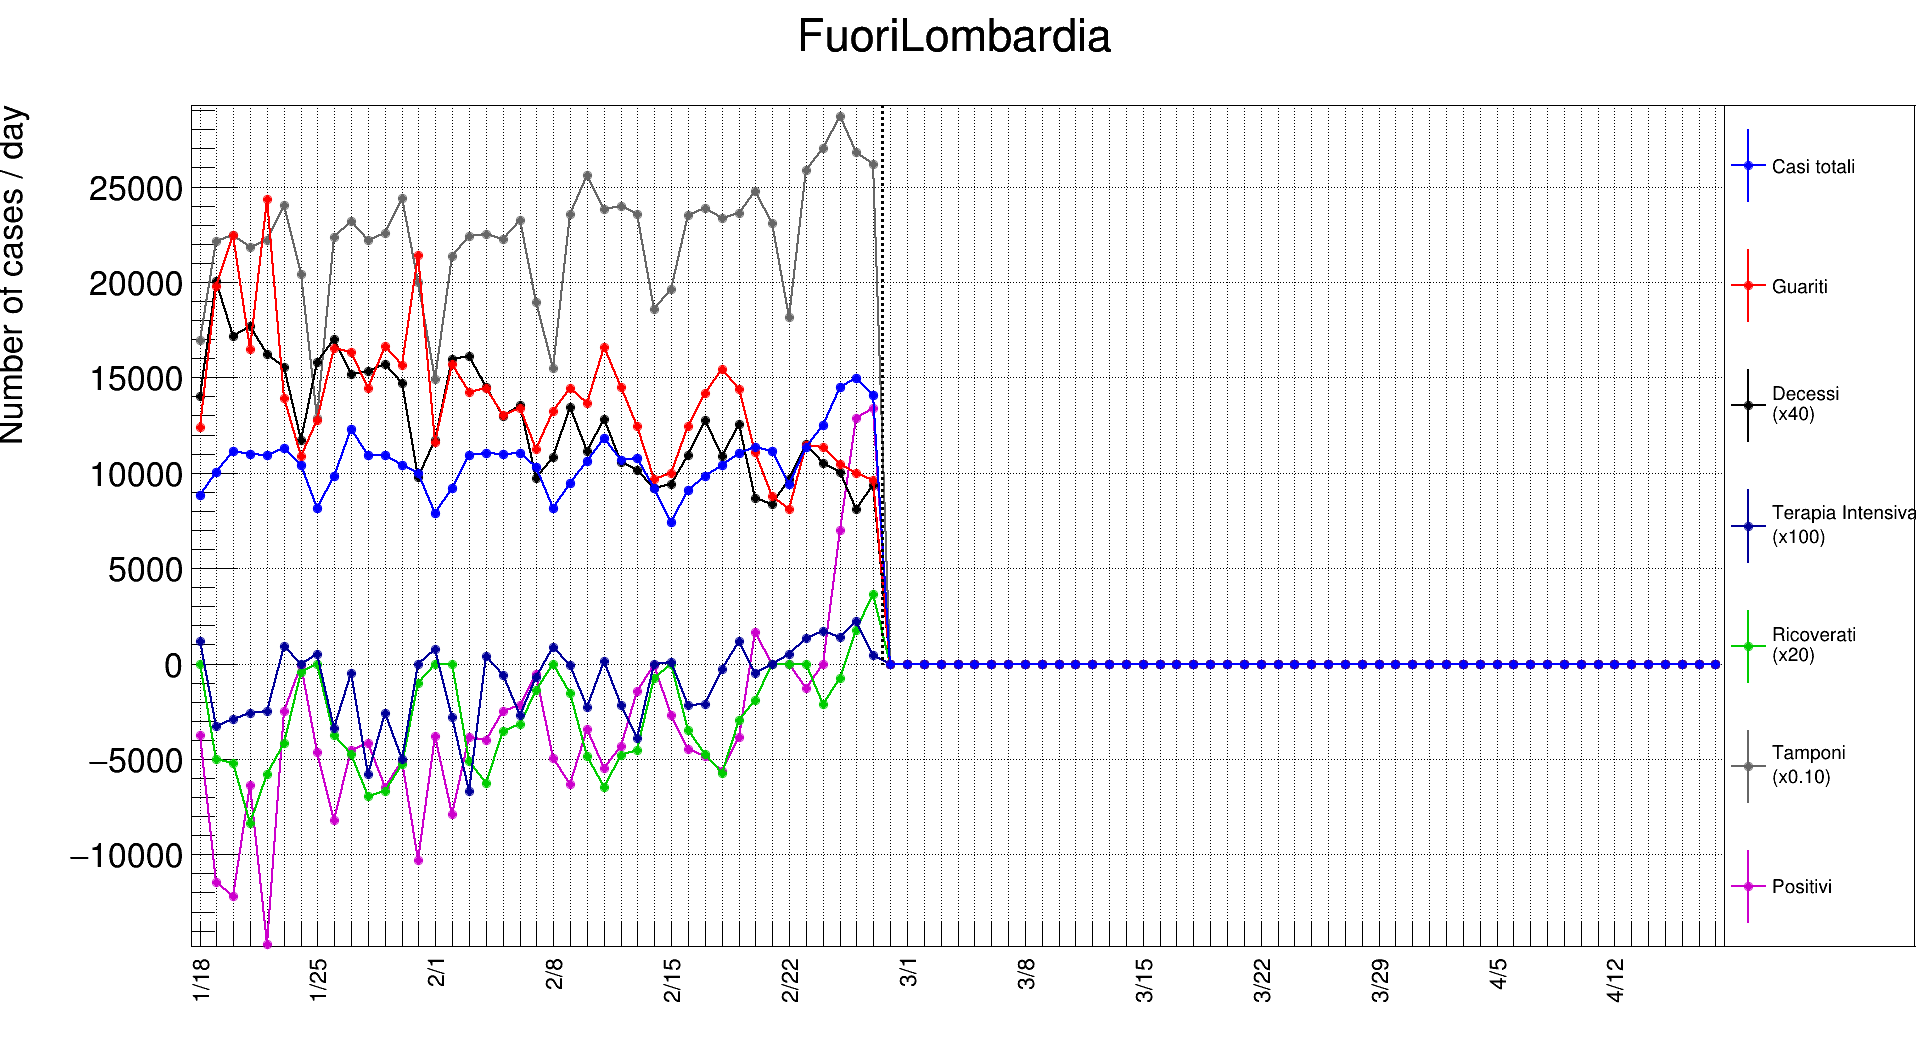 FuoriLombardia
Number of cases / day
25000
20000
15000
10000
5000
0
−5000
−10000
1/18
1/25
2/1
2/8
2/15
2/22
3/1
3/8
3/15
3/22
3/29
4/5
4/12
Casi totali
Guariti
Decessi
(x40)
Terapia Intensiva
(x100)
Ricoverati
(x20)
Tamponi
(x0.10)
Positivi